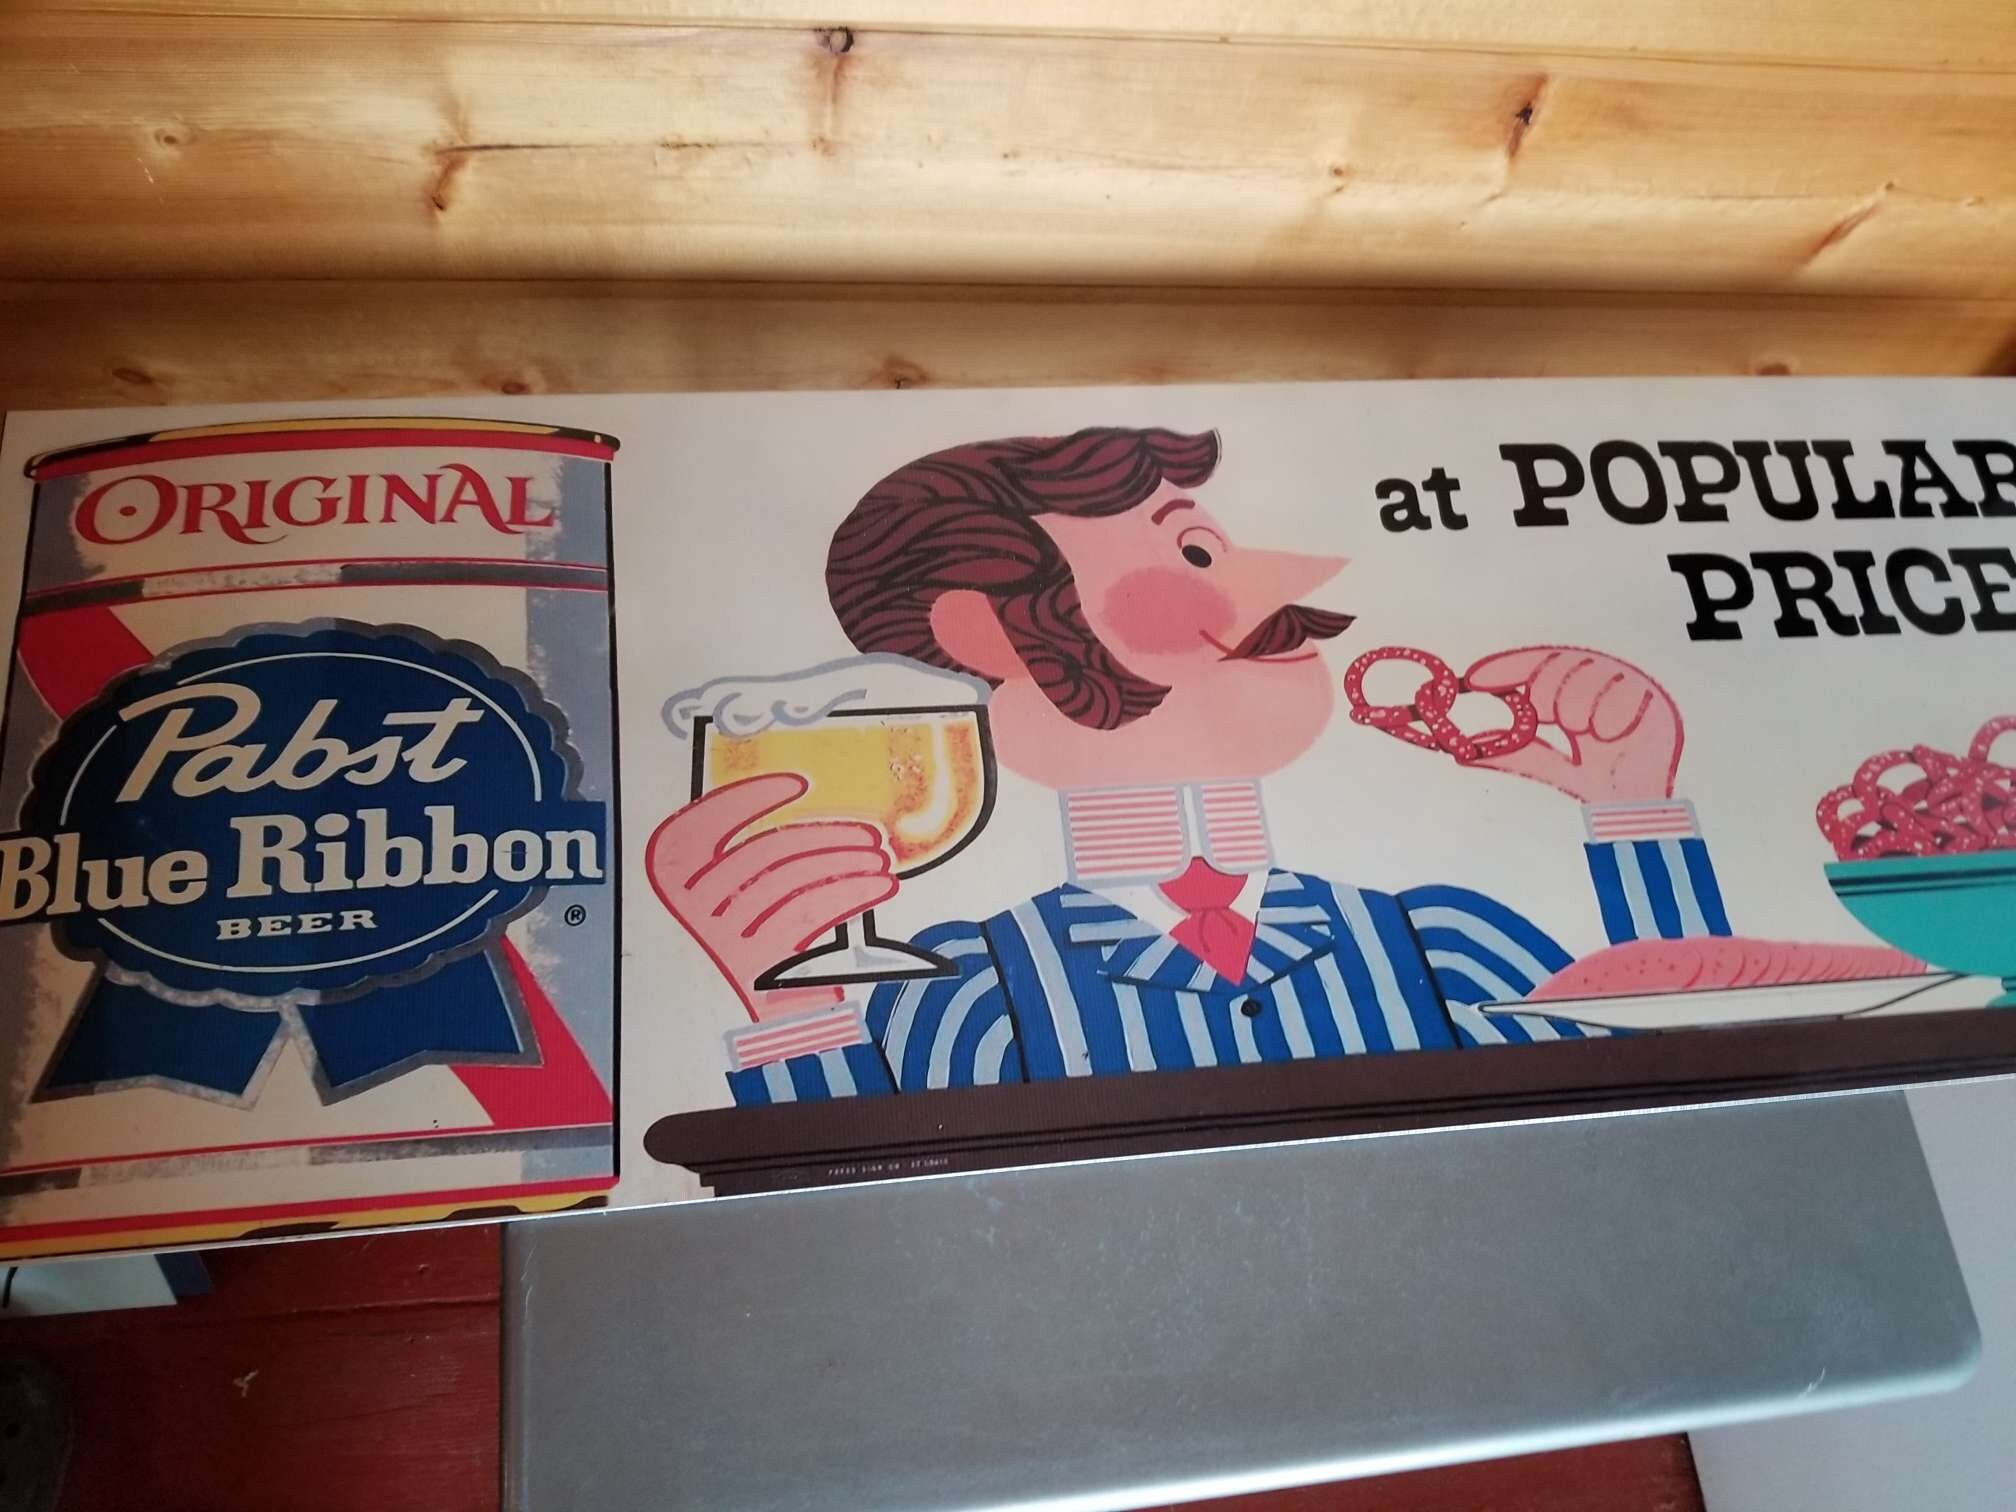 ORIGINAL
Pabst
Blue Ribbon
BEER
®
at POPULAR
PRICE